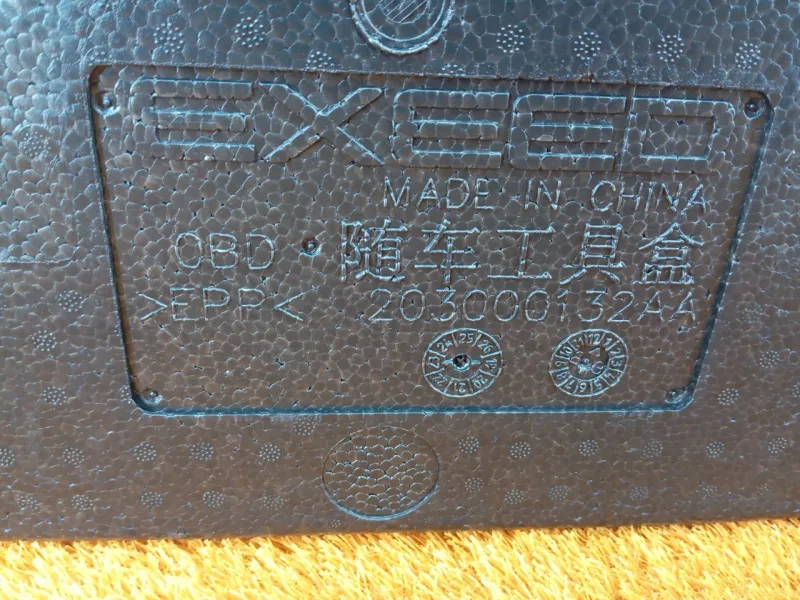 EXEED
MADE IN CHINA
OBD 随车工具盒
>EPP< 203000132AA